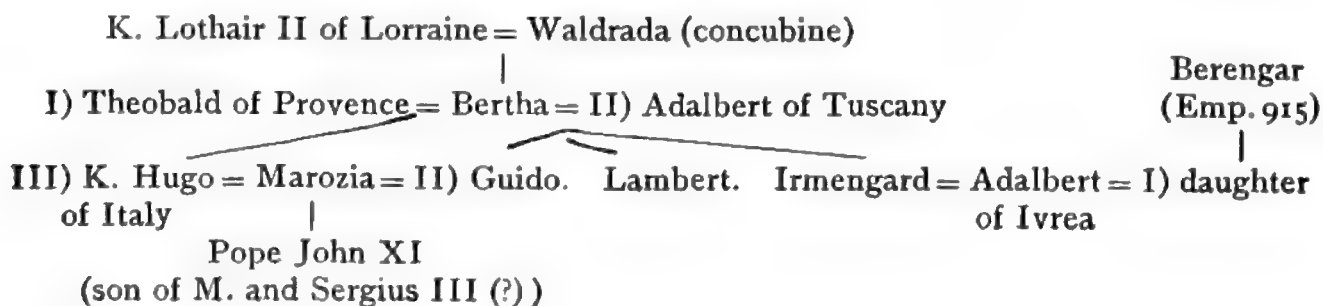 K. Lothair II of Lorraine = Waldrada (concubine)
Berengar
(Emp. 915)
I) Theobald of Provence = Bertha = II) Adalbert of Tuscany
III) K. Hugo = Marozia = II) Guido. Lambert. Irmengard = Adalbert = I) daughter
of Italy
of Ivrea
Pope John XI
(son of M. and Sergius III (?))